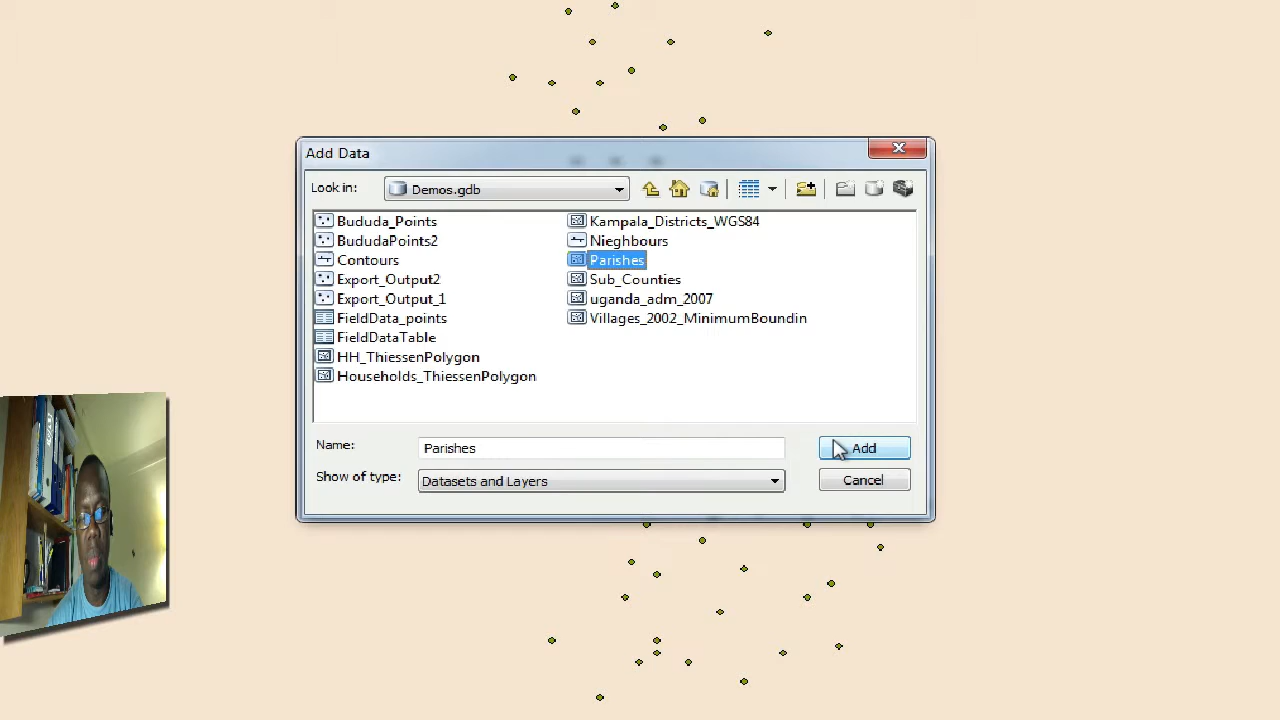 Add Data
Look in:
Demos.gdb
Bududa_Points
BududaPoints2
Contours
Export_Output2
Export_Output_1
FieldData_points
FieldDataTable
HH_ThiessenPolygon
Households_ThiessenPolygon
Kampala_Districts_WGS84
Nieghbours
Parishes
Sub_Counties
uganda_adm_2007
Villages_2002_MinimumBoundin
Name:
Parishes
Add
Show of type:
Datasets and Layers
Cancel